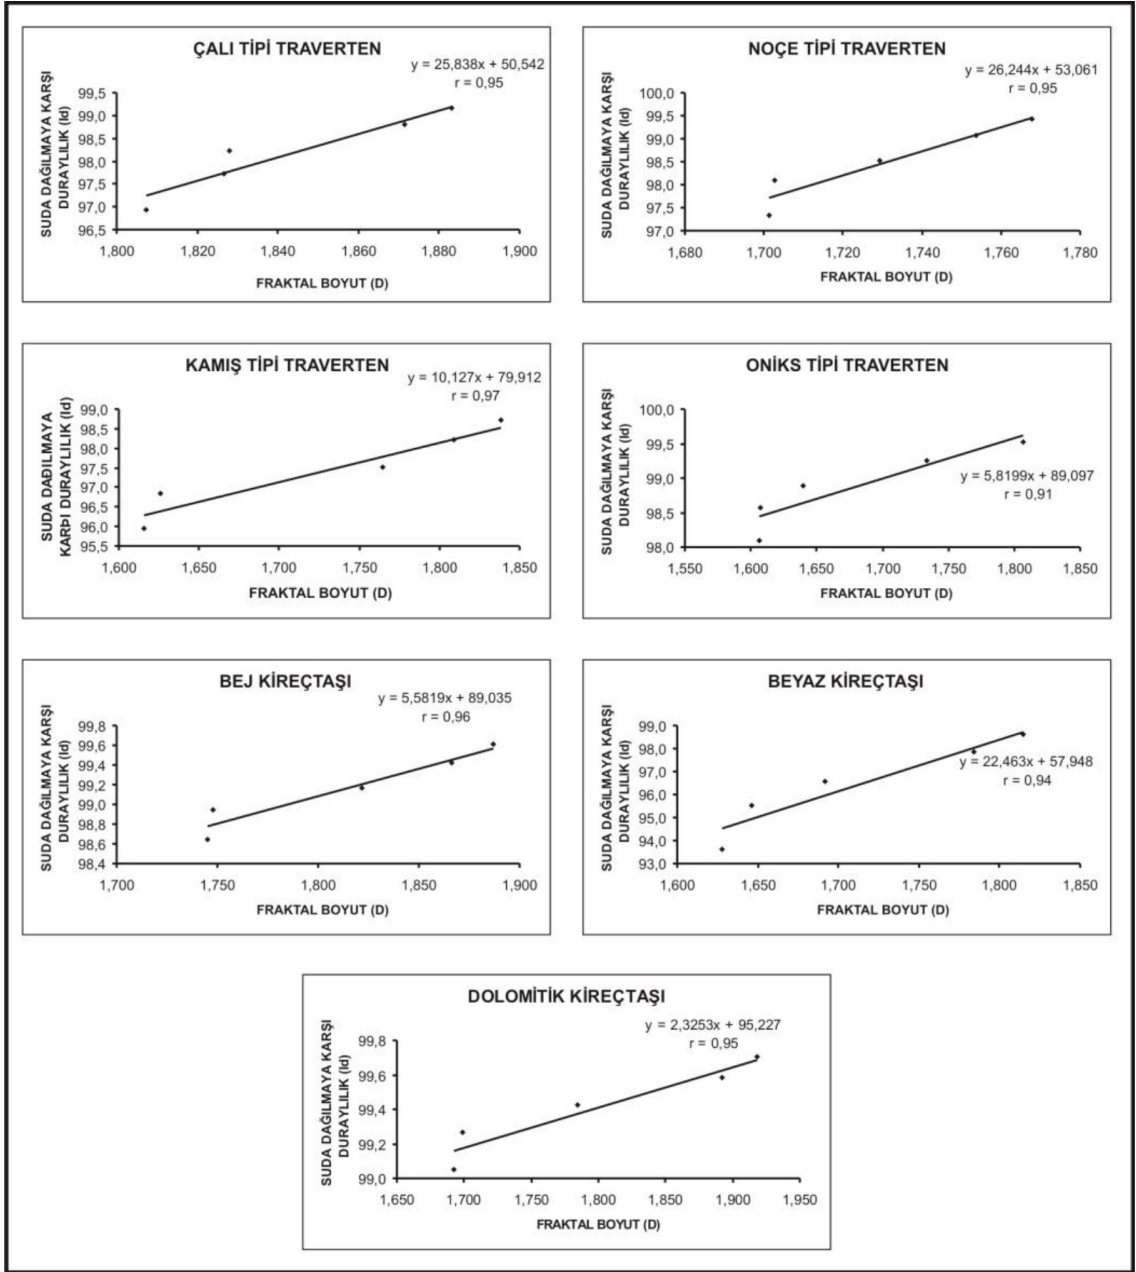 ÇALI TİPİ TRAVERTEN
y = 25,838x + 50,542
r = 0,95
SUDA DAĞILMAYA KARŞI
DURAYLILIK (Id)
99,5
99,0
98,5
98,0
97,5
97,0
96,5
1,800 1,820 1,840 1,860 1,880 1,900
FRAKTAL BOYUT (D)
NOÇE TİPİ TRAVERTEN
y = 26,244x + 53,061
r = 0,95
SUDA DAĞILMAYA KARŞI
DURAYLILIK (Id)
100,0
99,5
99,0
98,5
98,0
97,5
97,0
1,680 1,700 1,720 1,740 1,760 1,780
FRAKTAL BOYUT (D)
KAMIŞ TİPİ TRAVERTEN
y = 10,127x + 79,912
r = 0,97
SUDA DAĐILMAYA
KARÞI DURAYLILIK (Id)
99,0
98,5
98,0
97,5
97,0
96,5
96,0
95,5
1,600 1,650 1,700 1,750 1,800 1,850
FRAKTAL BOYUT (D)
ONİKS TİPİ TRAVERTEN
SUDA DAĞILMAYA KARŞI
DURAYLILIK (Id)
100,0
99,5
99,0
98,5
98,0
y = 5,8199x + 89,097
r = 0,91
1,550 1,600 1,650 1,700 1,750 1,800 1,850
FRAKTAL BOYUT (D)
BEJ KİREÇTAŞI
y = 5,5819x + 89,035
r = 0,96
SUDA DAĞILMAYA KARŞI
DURAYLILIK (Id)
99,8
99,6
99,4
99,2
99,0
98,8
98,6
98,4
1,700 1,750 1,800 1,850 1,900
FRAKTAL BOYUT (D)
BEYAZ KİREÇTAŞI
SUDA DAĞILMAYA KARŞI
DURAYLILIK (Id)
99,0
98,0
97,0
96,0
95,0
94,0
93,0
y = 22,463x + 57,948
r = 0,94
1,600 1,650 1,700 1,750 1,800 1,850
FRAKTAL BOYUT (D)
DOLOMİTİK KİREÇTAŞI
y = 2,3253x + 95,227
r = 0,95
SUDA DAĞILMAYA KARŞI
DURAYLILIK (Id)
99,8
99,6
99,4
99,2
99,0
1,650 1,700 1,750 1,800 1,850 1,900 1,950
FRAKTAL BOYUT (D)